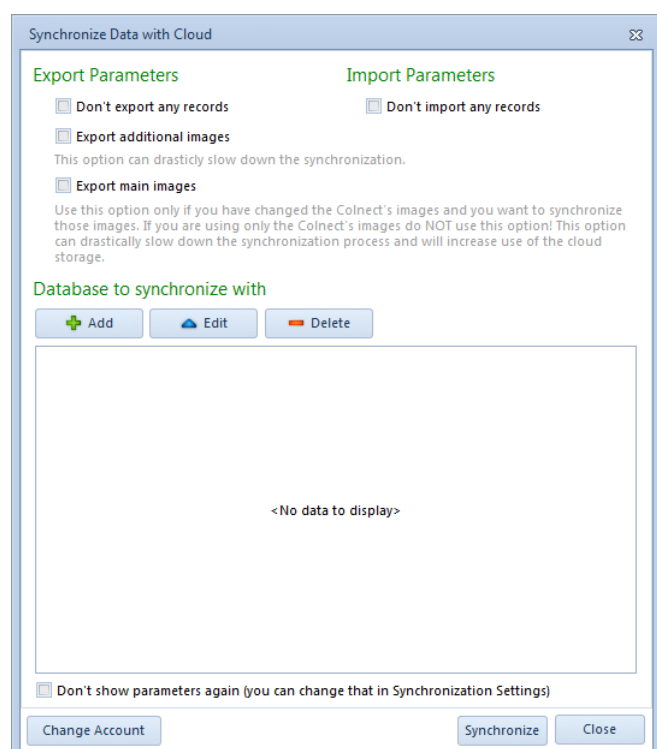 Synchronize Data with Cloud
Export Parameters
Import Parameters
Don't export any records
Don't import any records
Export additional images
This option can drasticly slow down the synchronization.
Export main images
Use this option only if you have changed the Colnect's images and you want to synchronize
those images. If you are using only the Colnect's images do NOT use this option! This option
can drastically slow down the synchronization process and will increase use of the cloud
storage.
Database to synchronize with
Add
Edit
Delete
<No data to display>
Don't show parameters again (you can change that in Synchronization Settings)
Change Account
Synchronize
Close